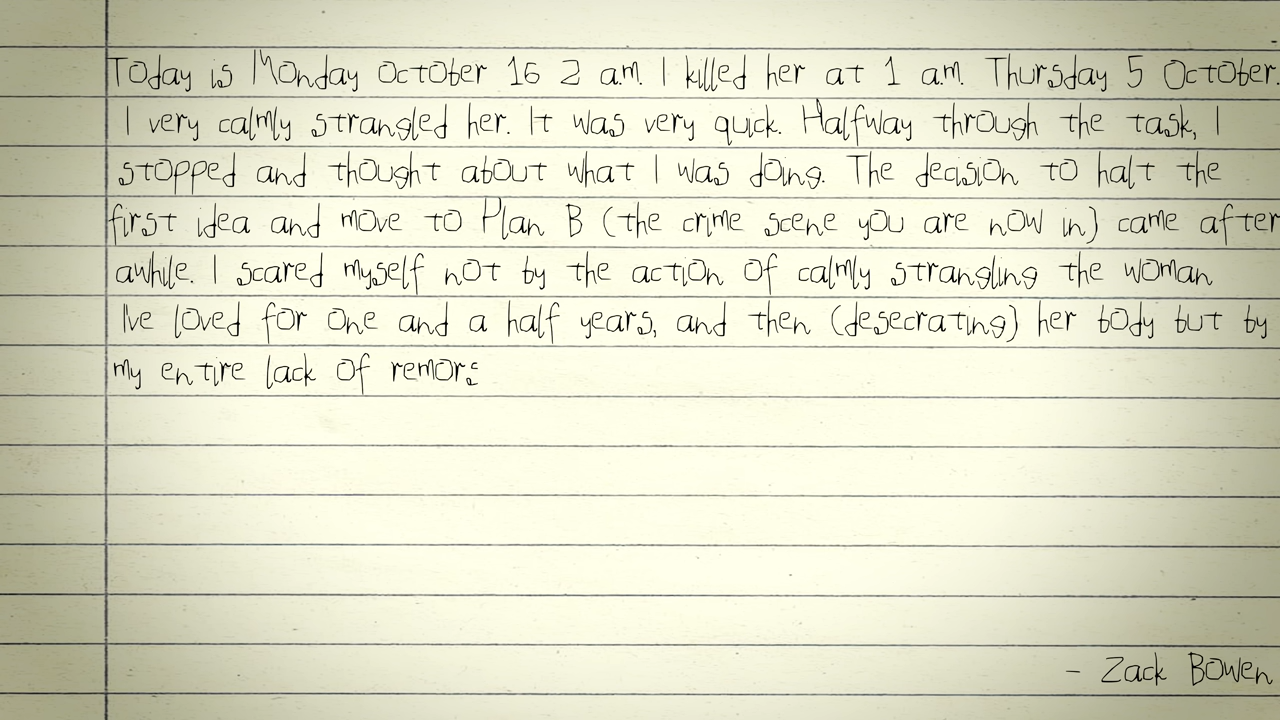 Today is Monday October 16 2 a.m. I killed her at 1 a.m. Thursday 5 October
I very calmly strangled her. It was very quick. Halfway through the task, I
stopped and thought about what I was doing. The decision to halt the
first idea and move to Plan B (the crime scene you are now in) came after
awhile. I scared myself not by the action of calmly strangling the woman
I've loved for one and a half years, and then (desecrating) her body but by
my entire lack of remors
- Zack Bowen